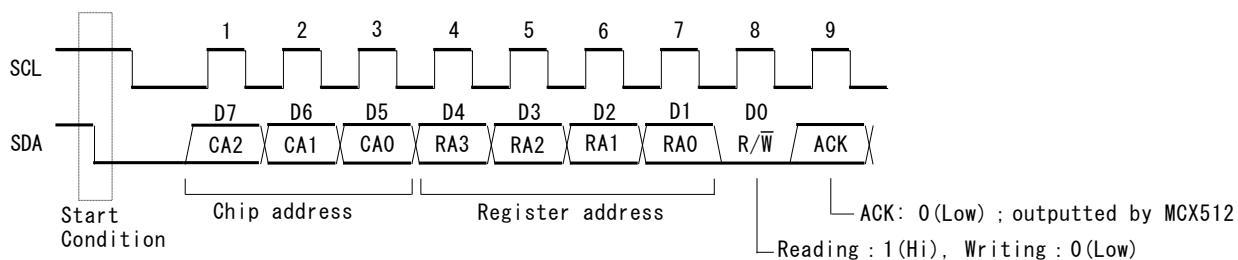 1 2 3 4 5 6 7 8 9
SCL
D7 D6 D5 D4 D3 D2 D1 D0
SDA
CA2 CA1 CA0 RA3 RA2 RA1 RA0 R/W̅ ACK
Start
Condition
Chip address
Register address
ACK: 0(Low) ; outputted by MCX512
Reading : 1(Hi), Writing : 0(Low)